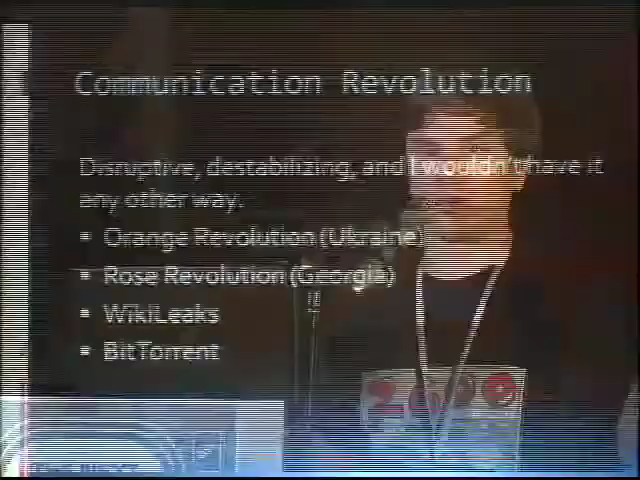 Communication Revolution
Disruptive, destabilizing, and I wouldn't have it
any other way.
▪ Orange Revolution (Ukraine)
▪ Rose Revolution (Georgia)
▪ WikiLeaks
▪ BitTorrent